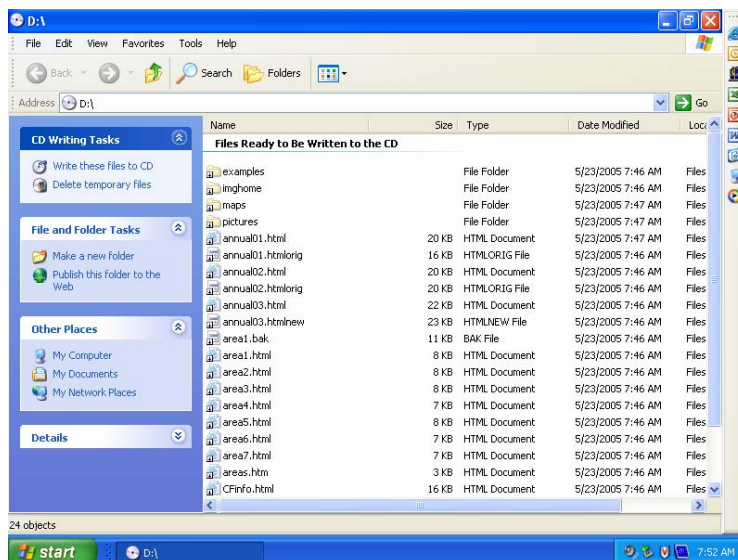 D:\
File Edit View Favorites Tools Help
Back Search Folders
Address D:\ Go
CD Writing Tasks
Write these files to CD
Delete temporary files
File and Folder Tasks
Make a new folder
Publish this folder to the
Web
Other Places
My Computer
My Documents
My Network Places
Details
Name Size Type Date Modified Loca
Files Ready to Be Written to the CD
examples File Folder 5/23/2005 7:46 AM Files
imghome File Folder 5/23/2005 7:46 AM Files
maps File Folder 5/23/2005 7:47 AM Files
pictures File Folder 5/23/2005 7:47 AM Files
annual01.html 20 KB HTML Document 5/23/2005 7:47 AM Files
annual01.htmlorig 16 KB HTMLORIG File 5/23/2005 7:46 AM Files
annual02.html 20 KB HTML Document 5/23/2005 7:46 AM Files
annual02.htmlorig 20 KB HTMLORIG File 5/23/2005 7:46 AM Files
annual03.html 22 KB HTML Document 5/23/2005 7:46 AM Files
annual03.htmlnew 23 KB HTMLNEW File 5/23/2005 7:46 AM Files
area1.bak 11 KB BAK File 5/23/2005 7:46 AM Files
area1.html 8 KB HTML Document 5/23/2005 7:46 AM Files
area2.html 8 KB HTML Document 5/23/2005 7:46 AM Files
area3.html 8 KB HTML Document 5/23/2005 7:46 AM Files
area4.html 7 KB HTML Document 5/23/2005 7:46 AM Files
area5.html 8 KB HTML Document 5/23/2005 7:46 AM Files
area6.html 7 KB HTML Document 5/23/2005 7:46 AM Files
area7.html 7 KB HTML Document 5/23/2005 7:46 AM Files
areas.htm 3 KB HTML Document 5/23/2005 7:46 AM Files
CFinfo.html 16 KB HTML Document 5/23/2005 7:46 AM Files
24 objects
start D:\ 7:52 AM